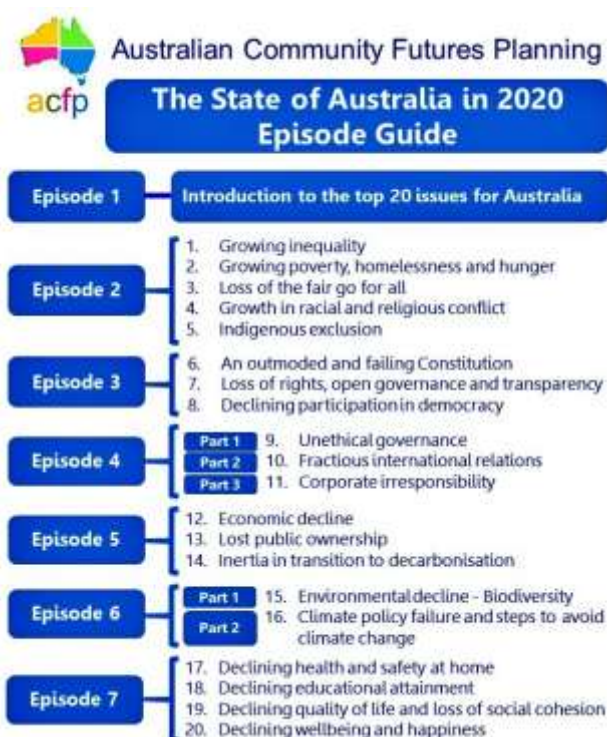 acfp
Australian Community Futures Planning
The State of Australia in 2020
Episode Guide
Episode 1
Introduction to the top 20 issues for Australia
Episode 2
1. Growing inequality
2. Growing poverty, homelessness and hunger
3. Loss of the fair go for all
4. Growth in racial and religious conflict
5. Indigenous exclusion
Episode 3
6. An outmoded and failing Constitution
7. Loss of rights, open governance and transparency
8. Declining participation in democracy
Episode 4
Part 1 9. Unethical governance
Part 2 10. Fractious international relations
Part 3 11. Corporate irresponsibility
Episode 5
12. Economic decline
13. Lost public ownership
14. Inertia in transition to decarbonisation
Episode 6
Part 1 15. Environmental decline - Biodiversity
Part 2 16. Climate policy failure and steps to avoid
climate change
Episode 7
17. Declining health and safety at home
18. Declining educational attainment
19. Declining quality of life and loss of social cohesion
20. Declining wellbeing and happiness